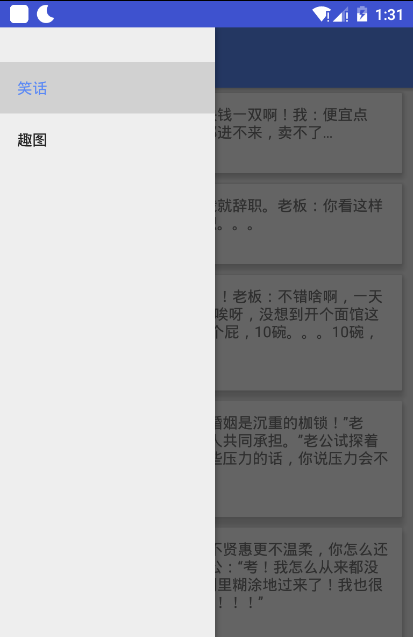 1:31
笑话
趣图
钱一双啊！我：便宜点
进不来，卖不了...
就辞职。老板：你看这样
。。。
！老板：不错啥啊，一天
唉呀，没想到开个面馆这
个屁，10碗。。。10碗，
婚姻是沉重的枷锁！"老
人共同承担。"老公试探着
些压力的话，你说压力会不
不贤惠更不温柔，你怎么还
公："考！我怎么从来都没
里糊涂地过来了！我也很
！！！"